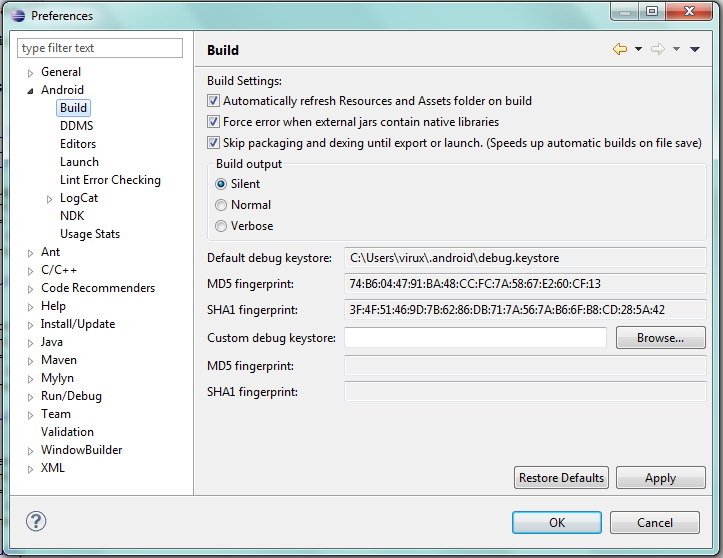 Preferences
type filter text
General
Android
Build
DDMS
Editors
Launch
Lint Error Checking
LogCat
NDK
Usage Stats
Ant
C/C++
Code Recommenders
Help
Install/Update
Java
Maven
Mylyn
Run/Debug
Team
Validation
WindowBuilder
XML
Build
Build Settings:
Automatically refresh Resources and Assets folder on build
Force error when external jars contain native libraries
Skip packaging and dexing until export or launch. (Speeds up automatic builds on file save)
Build output
Silent
Normal
Verbose
Default debug keystore: C:\Users\virux\.android\debug.keystore
MD5 fingerprint: 74:B6:04:47:91:BA:48:CC:FC:7A:58:67:E2:60:CF:13
SHA1 fingerprint: 3F:4F:51:46:9D:7B:62:86:DB:71:7A:56:7A:B6:6F:B8:CD:28:5A:42
Custom debug keystore: Browse...
MD5 fingerprint:
SHA1 fingerprint:
Restore Defaults Apply
? OK Cancel